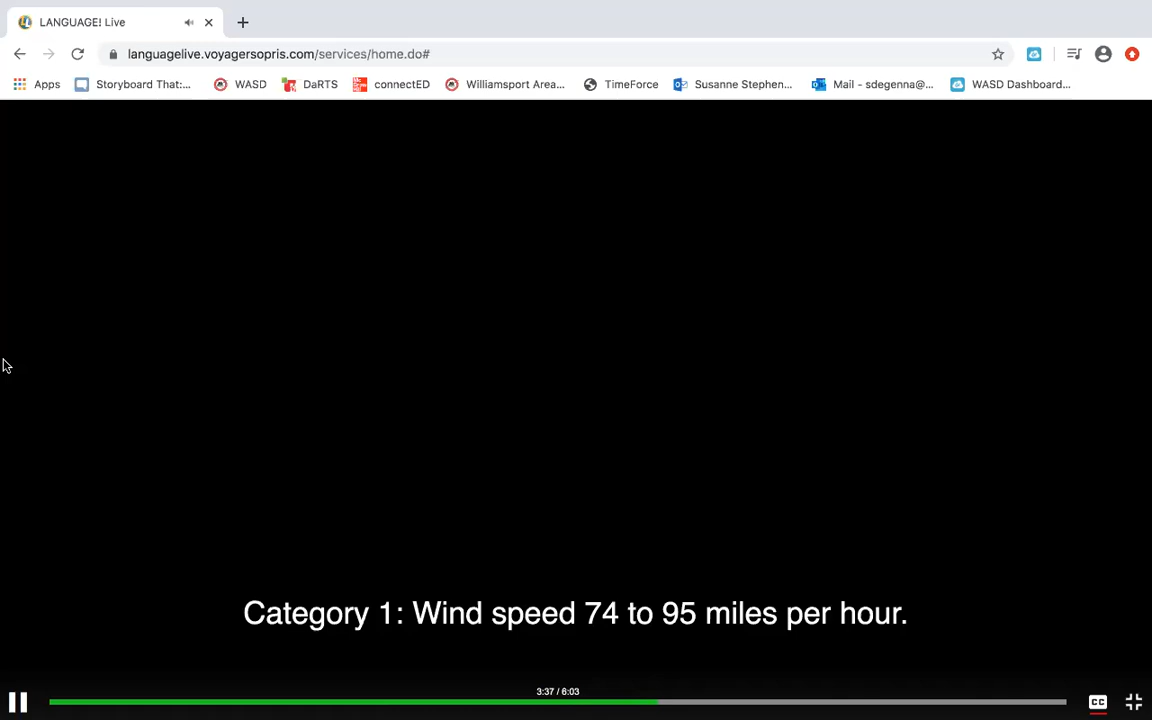 LANGUAGE! Live
languagelive.voyagersopris.com/services/home.do#
Apps Storyboard That:... WASD DaRTS connectED Williamsport Area... TimeForce Susanne Stephen... Mail - sdegenna@... WASD Dashboard...
Category 1: Wind speed 74 to 95 miles per hour.
3:37 / 6:03
CC